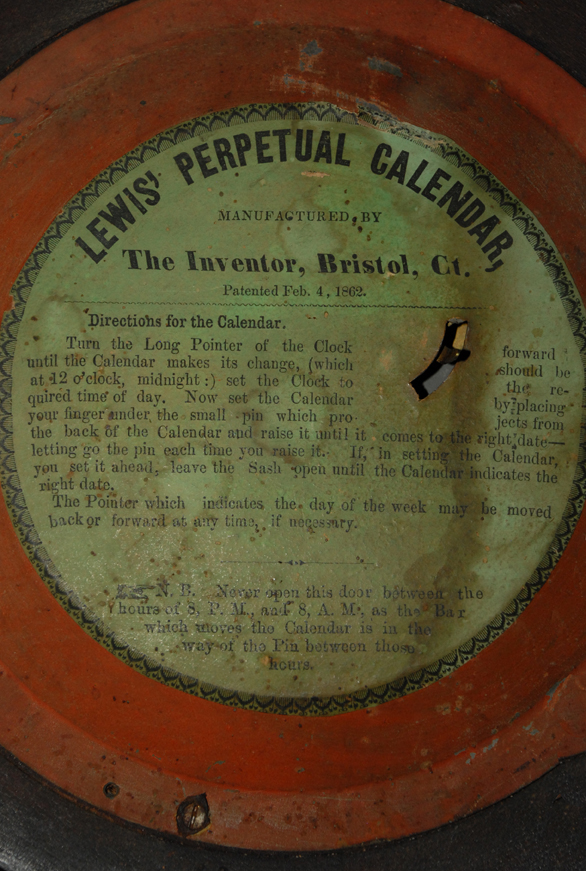 LEWIS' PERPETUAL CALENDAR,
MANUFACTURED BY
The Inventor, Bristol, Ct.
Patented Feb. 4, 1862.
Directions for the Calendar.
Turn the Long Pointer of the Clock forward
until the Calendar makes its change, (which should be
at 12 o'clock, midnight:) set the Clock to the re-
quired time of day. Now set the Calendar by placing
your finger under the small pin which pro- jects from
the back of the Calendar and raise it until it comes to the right date—
letting go the pin each time you raise it. If, in setting the Calendar,
you set it ahead, leave the Sash open until the Calendar indicates the
right date.
The Pointer which indicates the day of the week may be moved
back or forward at any time, if necessary.
N. B. Never open this door between the
hours of 8, P. M., and 8, A. M., as the Bar
which moves the Calendar is in the
way of the Pin between those
hours.